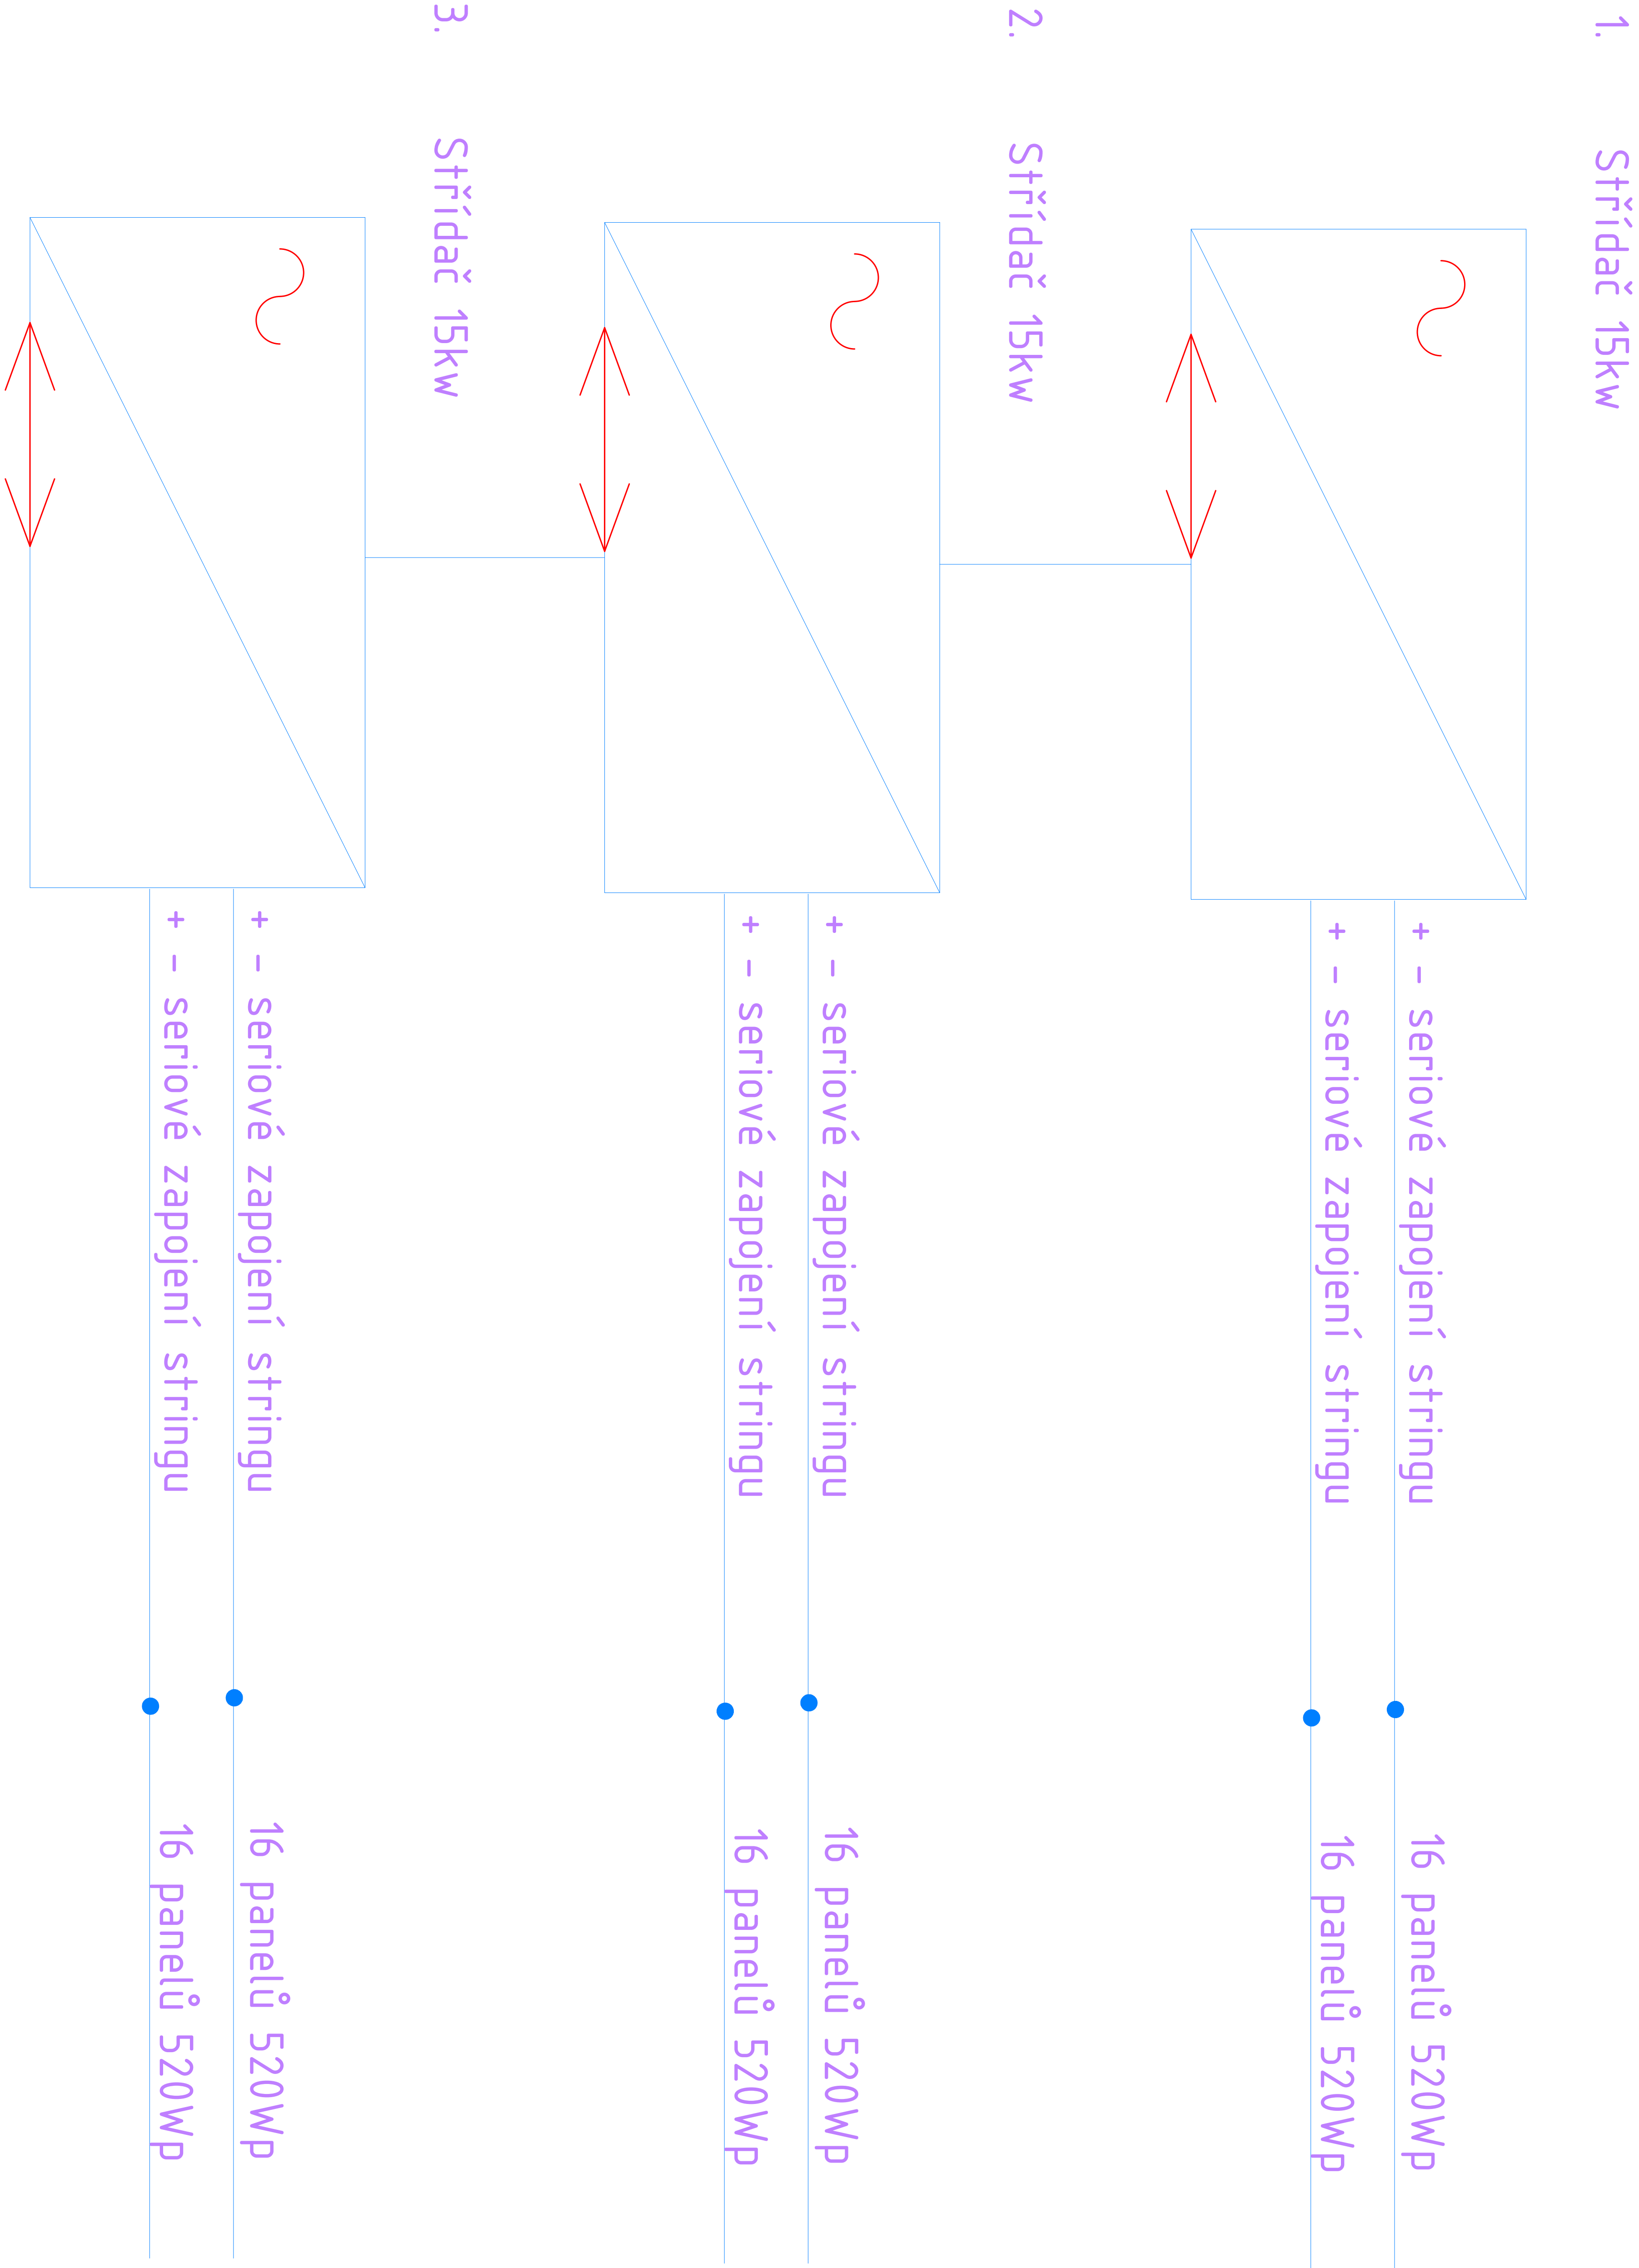 1. Střídač 15kw
+ - seriové zapojení stringu 16 panelů 520Wp
+ - seriové zapojení stringu 16 panelů 520Wp
2. Střídač 15kw
+ - seriové zapojení stringu 16 panelů 520Wp
+ - seriové zapojení stringu 16 panelů 520Wp
3. Střídač 15kw
+ - seriové zapojení stringu 16 panelů 520Wp
+ - seriové zapojení stringu 16 panelů 520Wp